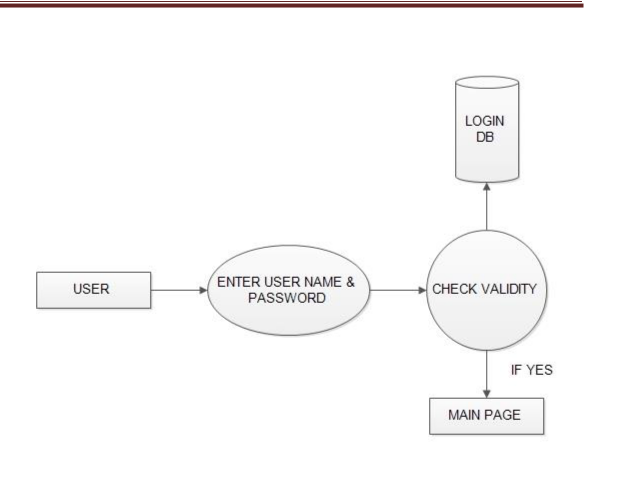 LOGIN
DB
USER
ENTER USER NAME &
PASSWORD
CHECK VALIDITY
IF YES
MAIN PAGE